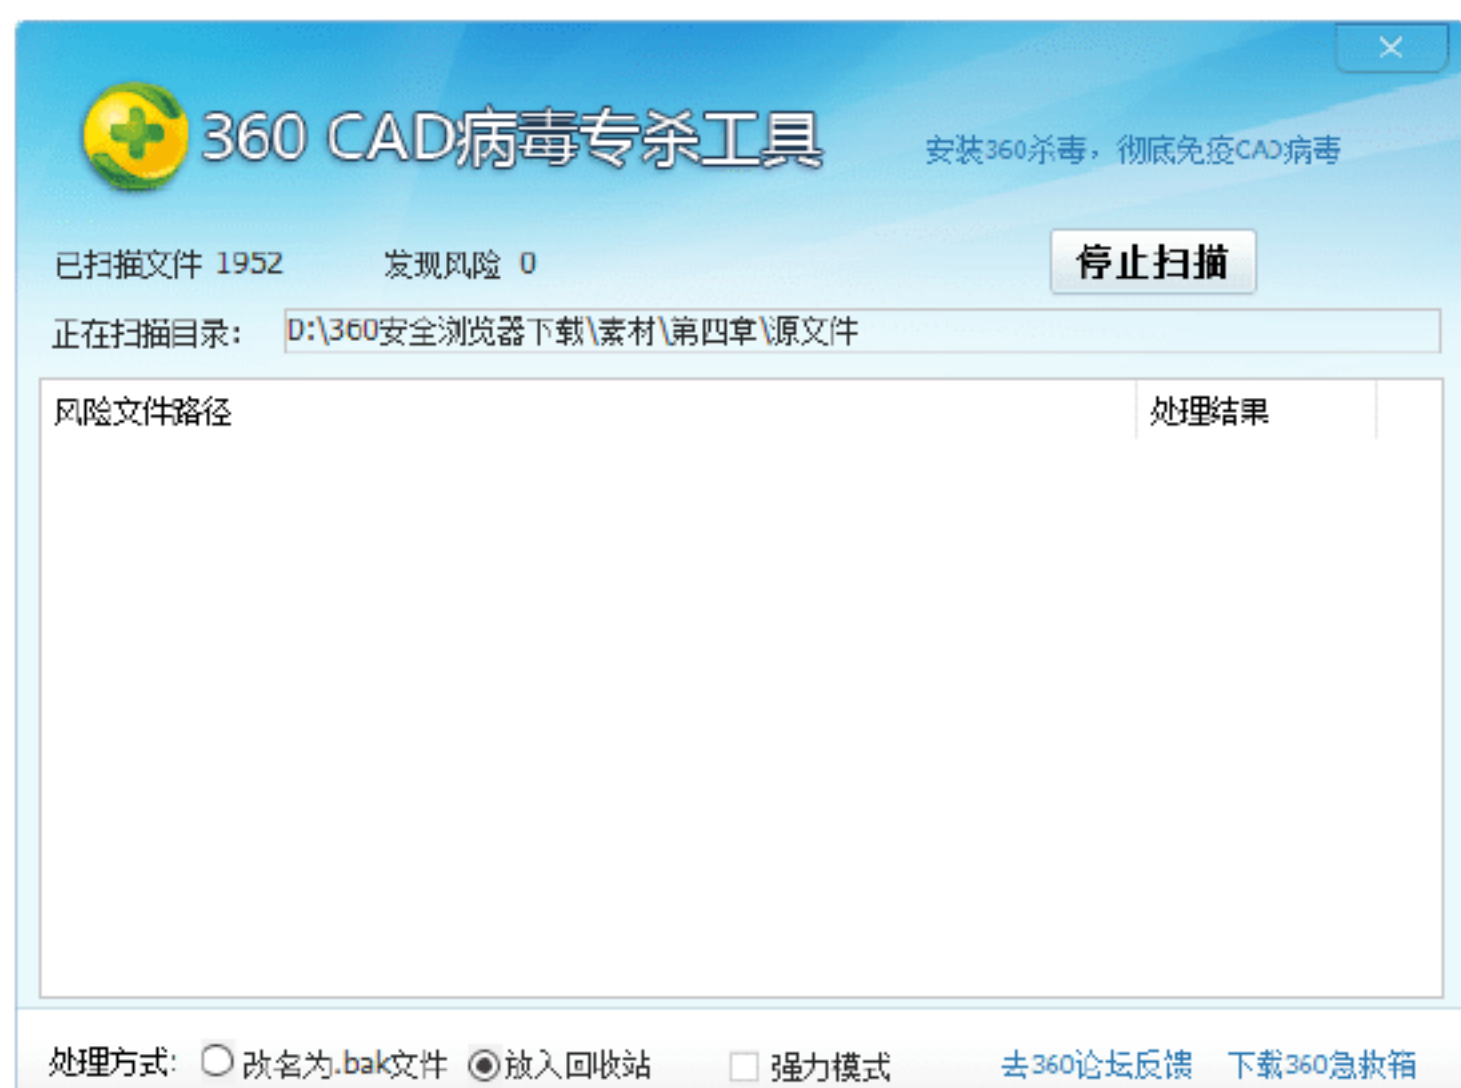 360 CAD病毒专杀工具
安装360杀毒，彻底免疫CAD病毒
已扫描文件 1952 发现风险 0 停止扫描
正在扫描目录: D:\360安全浏览器下载\素材\第四章\源文件
风险文件路径 处理结果
处理方式: 改名为.bak文件 放入回收站 强力模式 去360论坛反馈 下载360急救箱